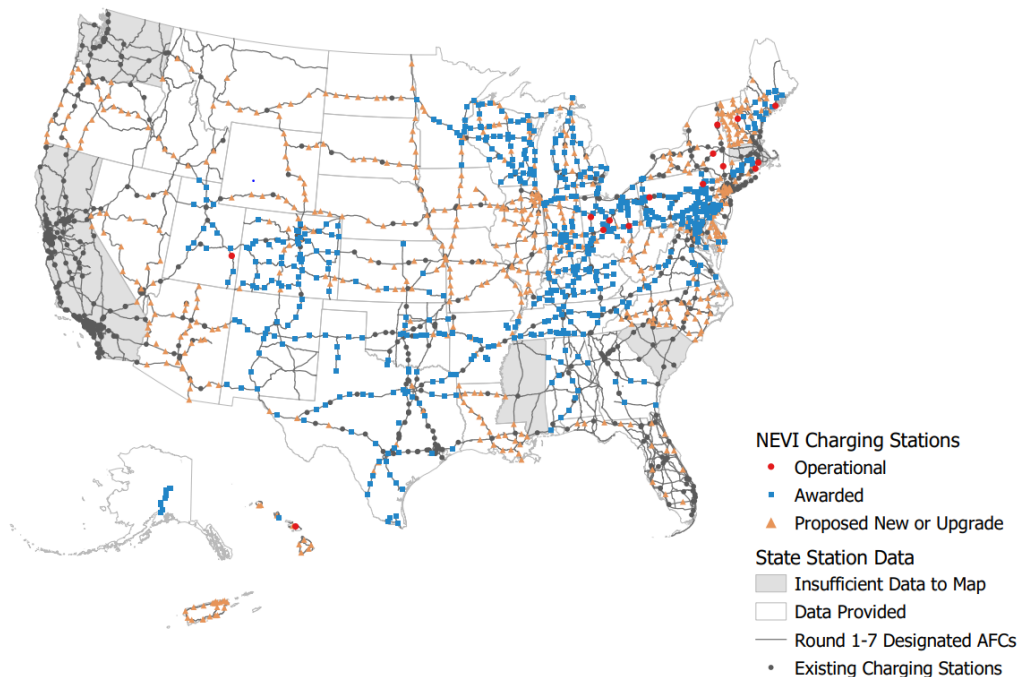 NEVI Charging Stations
Operational
Awarded
Proposed New or Upgrade
State Station Data
Insufficient Data to Map
Data Provided
Round 1-7 Designated AFCs
Existing Charging Stations